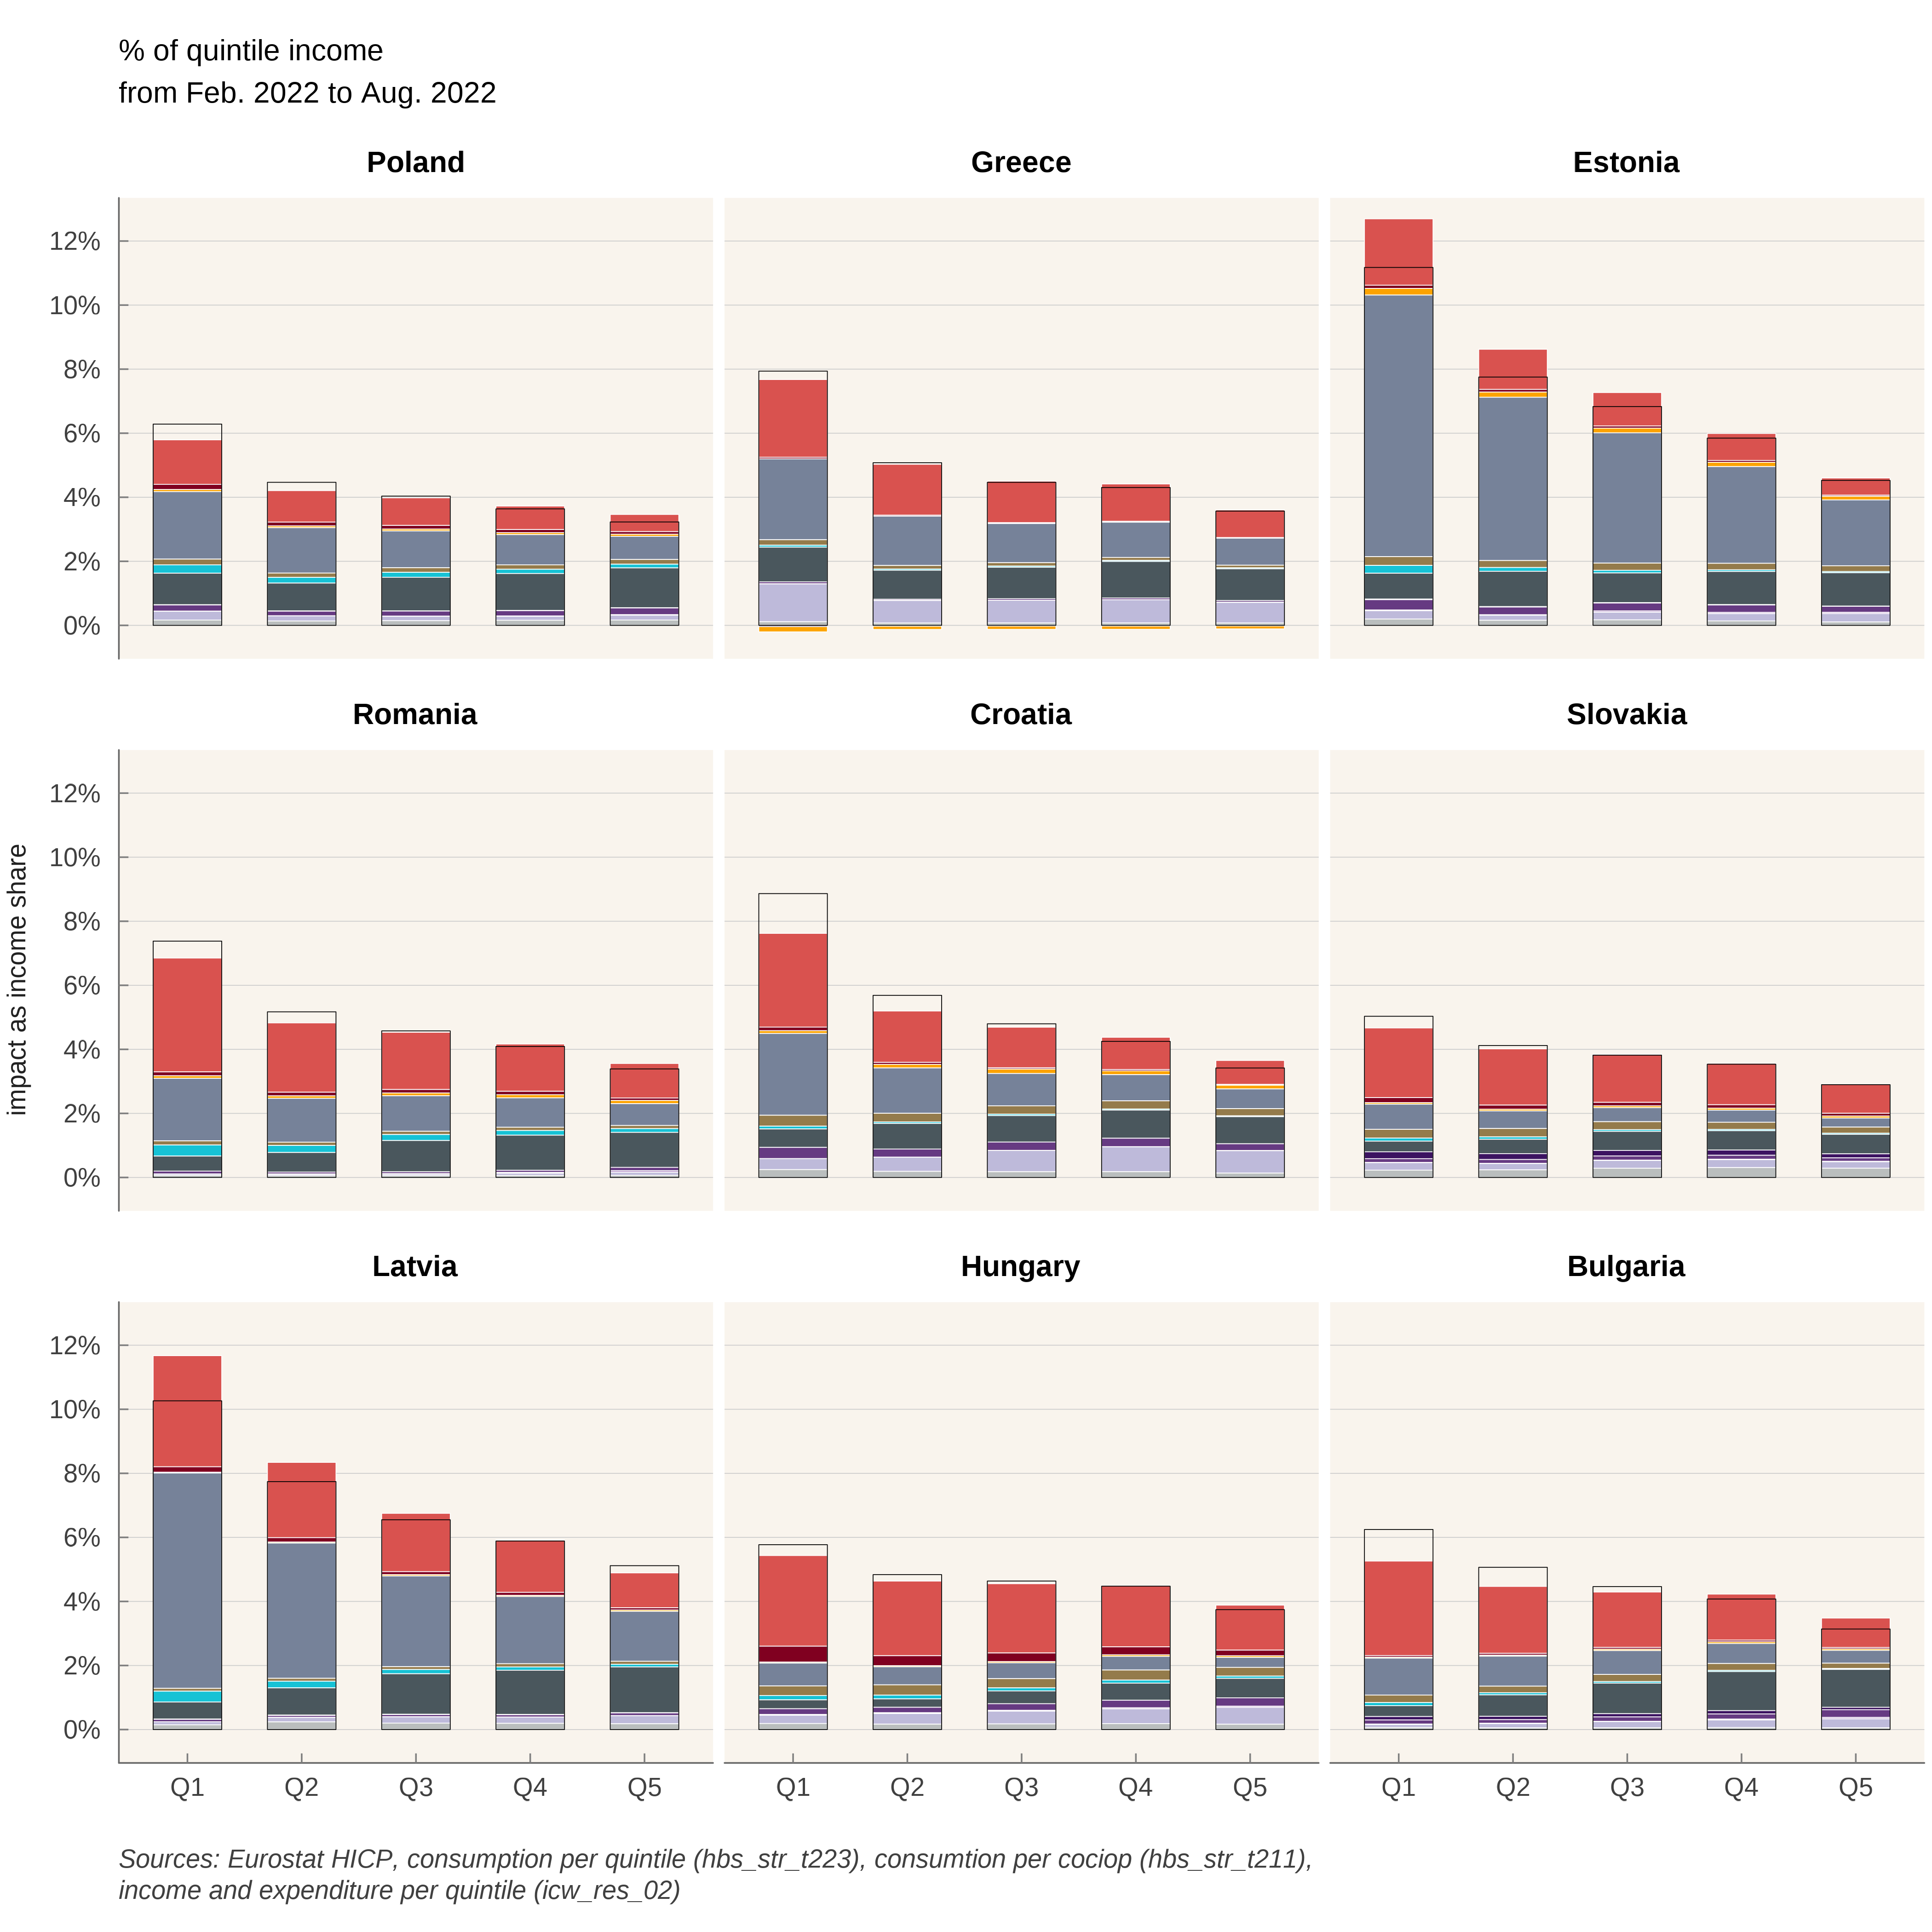 % of quintile income
from Feb. 2022 to Aug. 2022
Poland
Greece
Estonia
12%
10%
8%
6%
4%
2%
0%
Romania
Croatia
Slovakia
12%
10%
8%
6%
4%
2%
0%
impact as income share
Latvia
Hungary
Bulgaria
12%
10%
8%
6%
4%
2%
0%
Q1 Q2 Q3 Q4 Q5 Q1 Q2 Q3 Q4 Q5 Q1 Q2 Q3 Q4 Q5
Sources: Eurostat HICP, consumption per quintile (hbs_str_t223), consumtion per cociop (hbs_str_t211),
income and expenditure per quintile (icw_res_02)